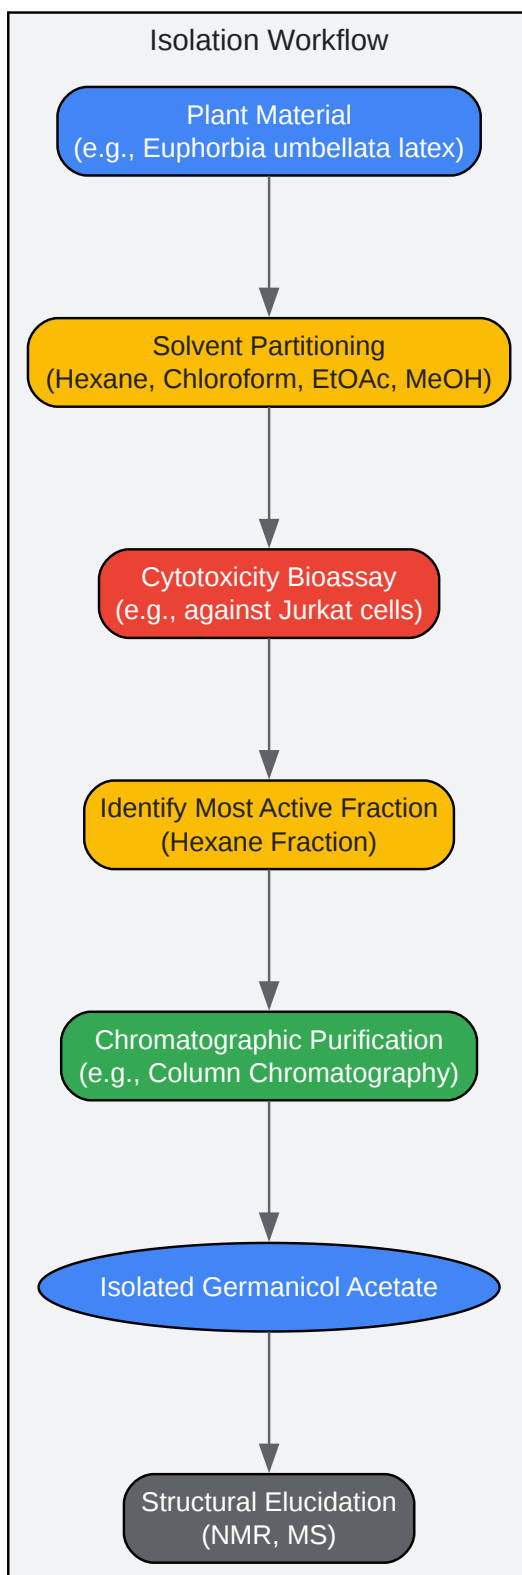 Isolation Workflow
Plant Material
(e.g., Euphorbia umbellata latex)
Solvent Partitioning
(Hexane, Chloroform, EtOAc, MeOH)
Cytotoxicity Bioassay
(e.g., against Jurkat cells)
Identify Most Active Fraction
(Hexane Fraction)
Chromatographic Purification
(e.g., Column Chromatography)
Isolated Germanicol Acetate
Structural Elucidation
(NMR, MS)